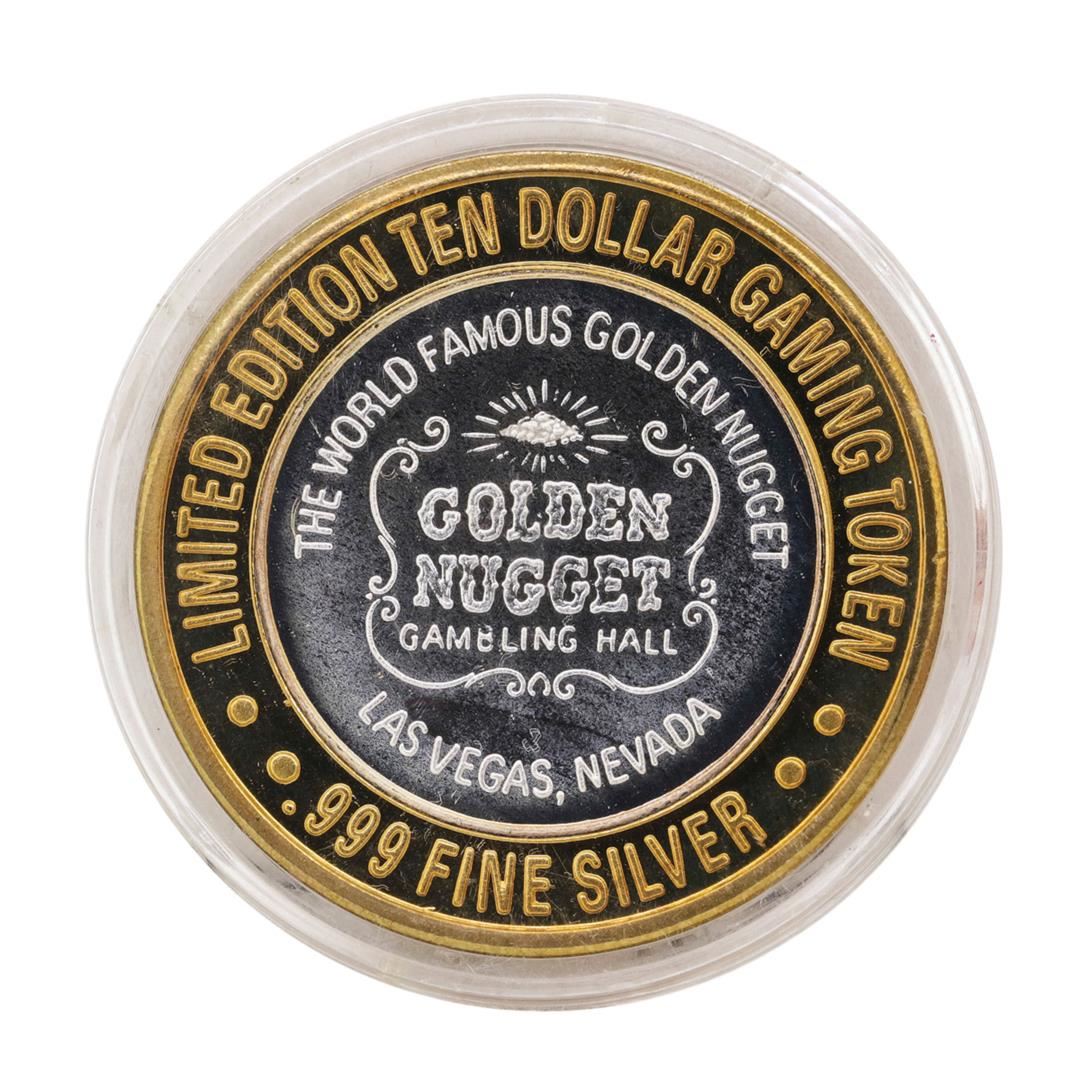 LIMITED EDITION TEN DOLLAR GAMING TOKEN
THE WORLD FAMOUS GOLDEN NUGGET
GOLDEN
NUGGET
GAMBLING HALL
LAS VEGAS, NEVADA
.999 FINE SILVER